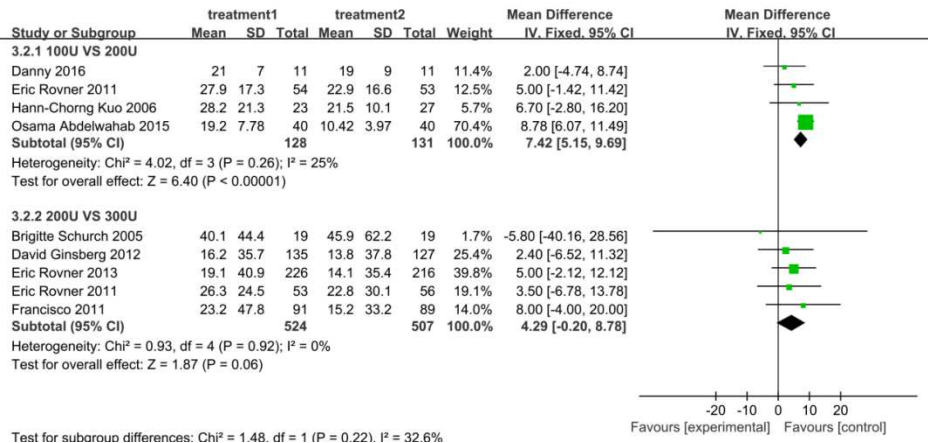 treatment1 treatment2 Mean Difference Mean Difference
Study or Subgroup Mean SD Total Mean SD Total Weight IV, Fixed, 95% CI IV, Fixed, 95% CI
3.2.1 100U VS 200U
Danny 2016 21 7 11 19 9 11 11.4% 2.00 [-4.74, 8.74]
Eric Rovner 2011 27.9 17.3 54 22.9 16.6 53 12.5% 5.00 [-1.42, 11.42]
Hann-Chorng Kuo 2006 28.2 21.3 23 21.5 10.1 27 5.7% 6.70 [-2.80, 16.20]
Osama Abdelwahab 2015 19.2 7.78 40 10.42 3.97 40 70.4% 8.78 [6.07, 11.49]
Subtotal (95% CI) 128 131 100.0% 7.42 [5.15, 9.69]
Heterogeneity: Chi² = 4.02, df = 3 (P = 0.26); I² = 25%
Test for overall effect: Z = 6.40 (P < 0.00001)
3.2.2 200U VS 300U
Brigitte Schurch 2005 40.1 44.4 19 45.9 62.2 19 1.7% -5.80 [-40.16, 28.56]
David Ginsberg 2012 16.2 35.7 135 13.8 37.8 127 25.4% 2.40 [-6.52, 11.32]
Eric Rovner 2013 19.1 40.9 226 14.1 35.4 216 39.8% 5.00 [-2.12, 12.12]
Eric Rovner 2011 26.3 24.5 53 22.8 30.1 56 19.1% 3.50 [-6.78, 13.78]
Francisco 2011 23.2 47.8 91 15.2 33.2 89 14.0% 8.00 [-4.00, 20.00]
Subtotal (95% CI) 524 507 100.0% 4.29 [-0.20, 8.78]
Heterogeneity: Chi² = 0.93, df = 4 (P = 0.92); I² = 0%
Test for overall effect: Z = 1.87 (P = 0.06)
-20 -10 0 10 20
Favours [experimental] Favours [control]
Test for subgroup differences: Chi² = 1.48, df = 1 (P = 0.22), I² = 32.6%